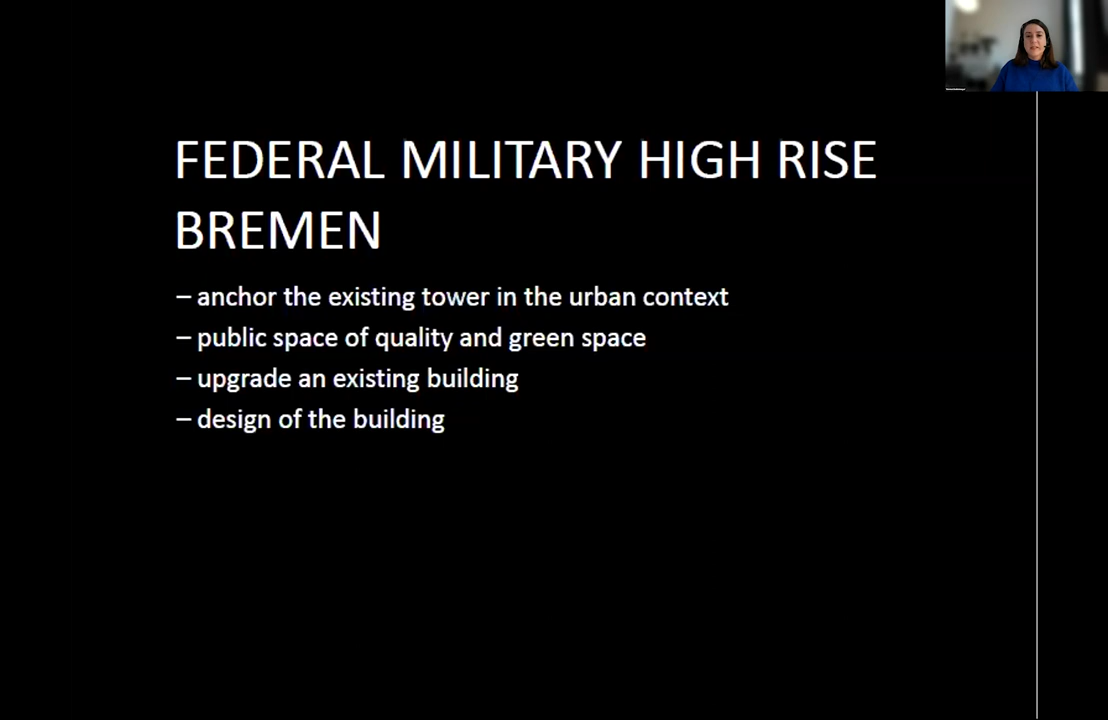 FEDERAL MILITARY HIGH RISE
BREMEN
– anchor the existing tower in the urban context
– public space of quality and green space
– upgrade an existing building
– design of the building